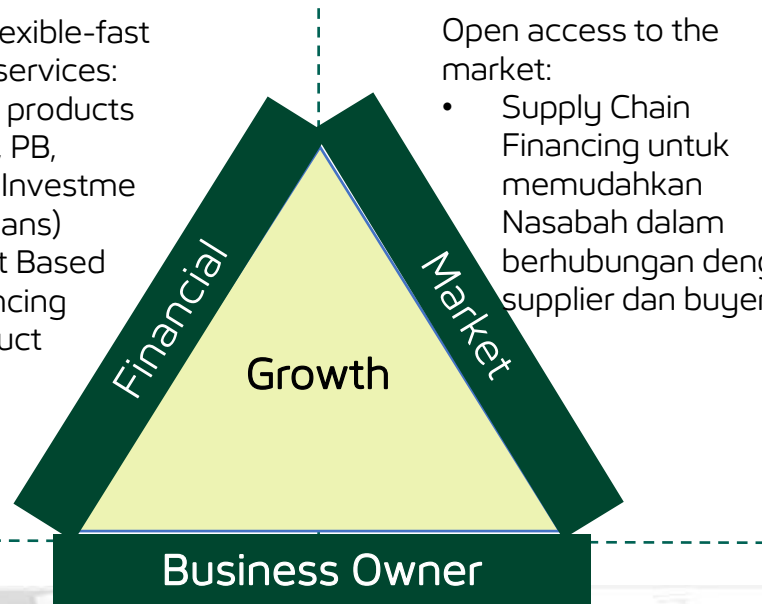 exible-fast
services:
products
PB,
Investme
ans)
t Based
ncing
uct
Open access to the
market:
• Supply Chain
Financing untuk
memudahkan
Nasabah dalam
berhubungan deng
supplier dan buyer
Financial
Market
Growth
Business Owner